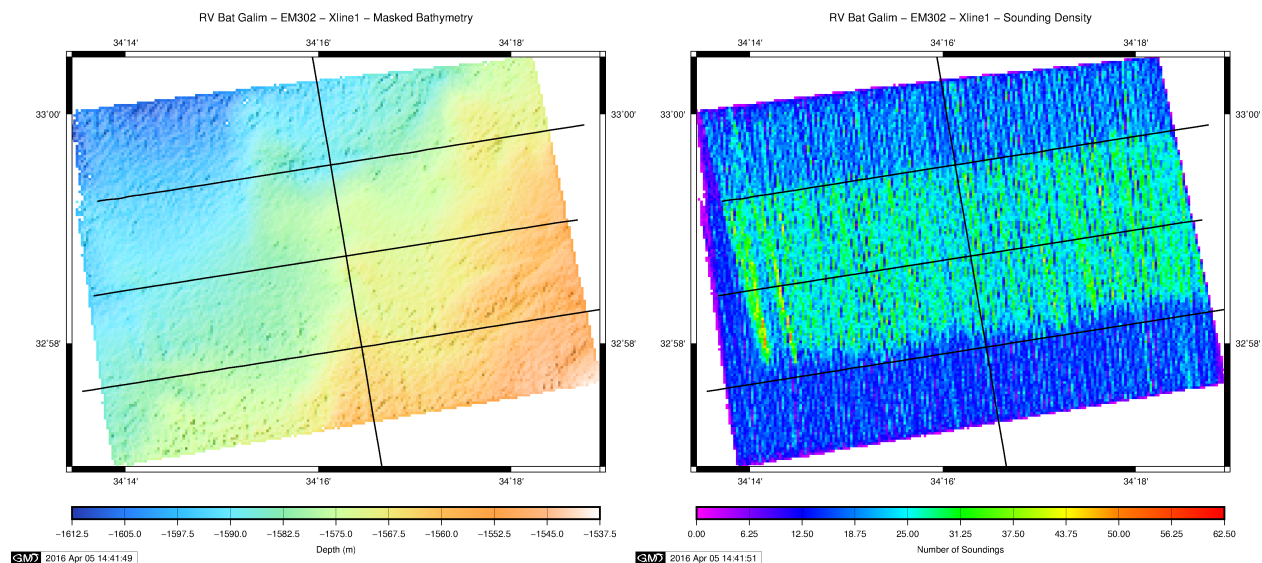 RV Bat Galim − EM302 − Xline1 − Masked Bathymetry
34˚14' 34˚16' 34˚18'
33˚00' 33˚00'
32˚58' 32˚58'
34˚14' 34˚16' 34˚18'
−1612.5 −1605.0 −1597.5 −1590.0 −1582.5 −1575.0 −1567.5 −1560.0 −1552.5 −1545.0 −1537.5
Depth (m)
GMT 2016 Apr 05 14:41:49
RV Bat Galim − EM302 − Xline1 − Sounding Density
34˚14' 34˚16' 34˚18'
33˚00'
32˚58'
34˚14' 34˚16' 34˚18'
0.00 6.25 12.50 18.75 25.00 31.25 37.50 43.75 50.00 56.25 62.50
Number of Soundings
GMT 2016 Apr 05 14:41:51